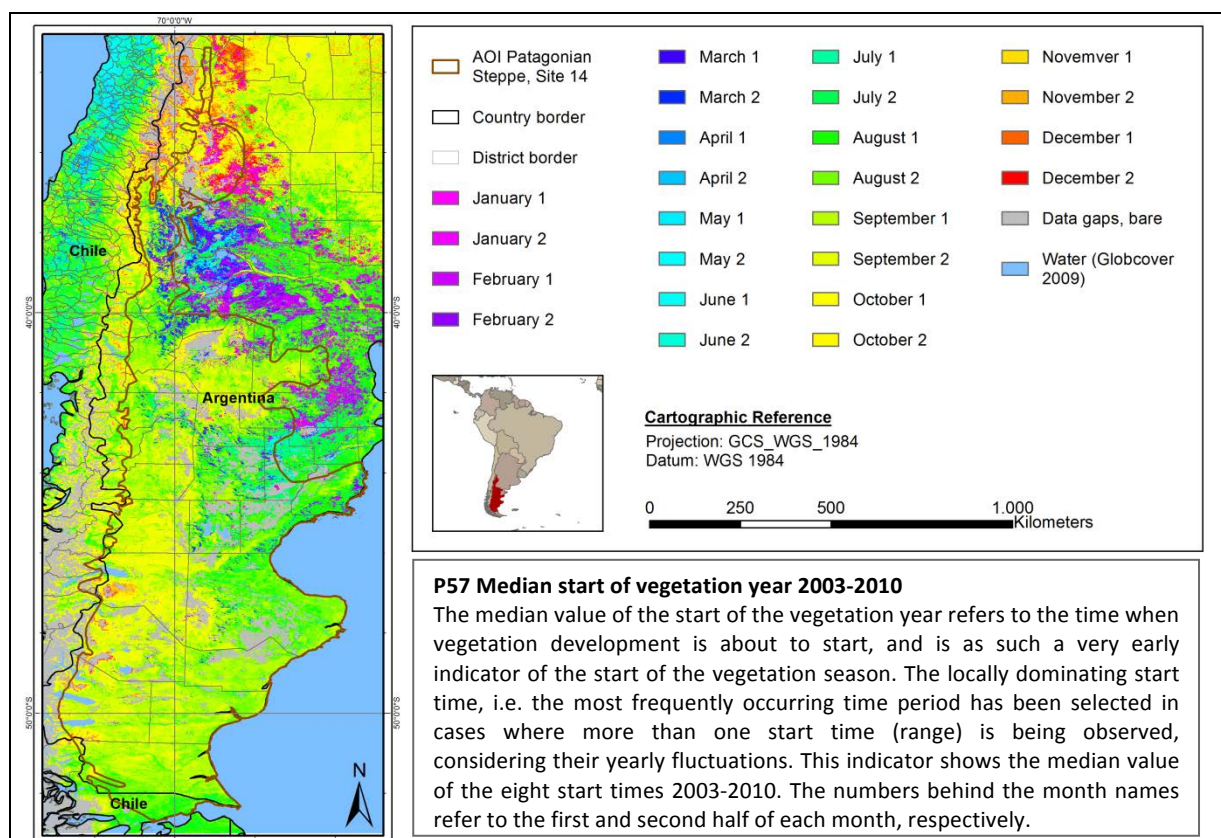 70°0'0"W
40°0'0"S
40°0'0"S
50°0'0"S
50°0'0"S
Chile
Argentina
Chile
N
AOI Patagonian
Steppe, Site 14
Country border
District border
January 1
January 2
February 1
February 2
March 1
March 2
April 1
April 2
May 1
May 2
June 1
June 2
July 1
July 2
August 1
August 2
September 1
September 2
October 1
October 2
Novemver 1
November 2
December 1
December 2
Data gaps, bare
Water (Globcover
2009)
Cartographic Reference
Projection: GCS_WGS_1984
Datum: WGS 1984
0 250 500 1.000
Kilometers
P57 Median start of vegetation year 2003-2010
The median value of the start of the vegetation year refers to the time when
vegetation development is about to start, and is as such a very early
indicator of the start of the vegetation season. The locally dominating start
time, i.e. the most frequently occurring time period has been selected in
cases where more than one start time (range) is being observed,
considering their yearly fluctuations. This indicator shows the median value
of the eight start times 2003-2010. The numbers behind the month names
refer to the first and second half of each month, respectively.